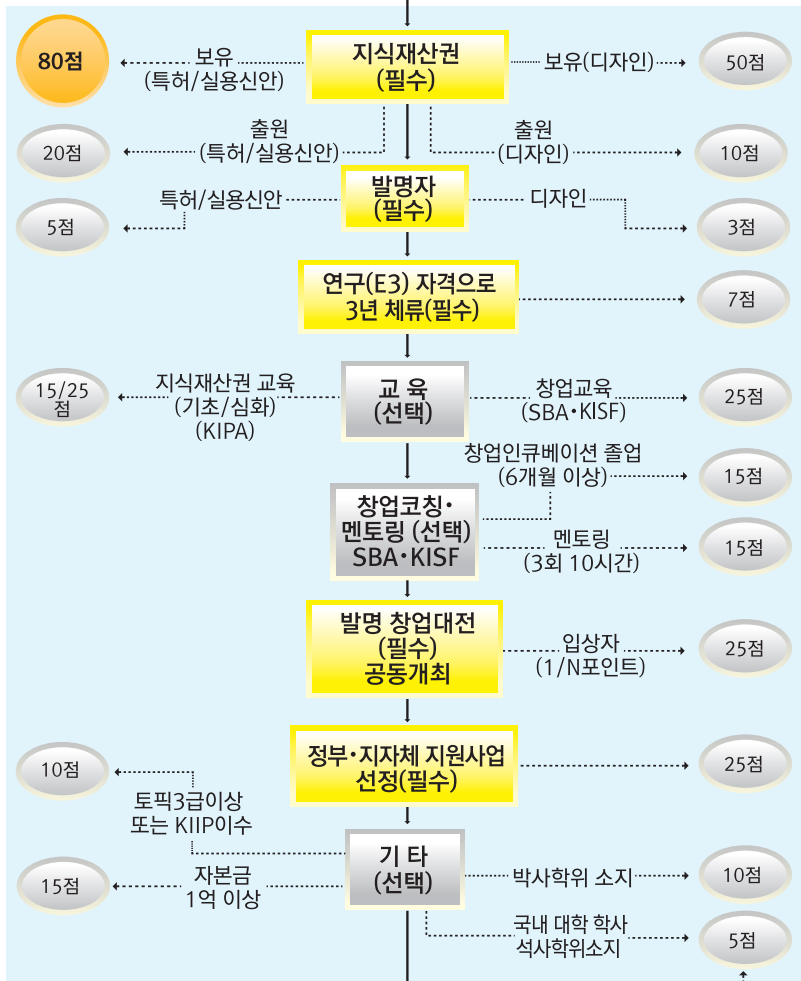 80점
보유
(특허/실용신안)
지식재산권
(필수)
보유(디자인)
50점
20점
출원
(특허/실용신안)
출원
(디자인)
10점
5점
특허/실용신안
발명자
(필수)
디자인
3점
연구(E3) 자격으로
3년 체류(필수)
7점
15/25
점
지식재산권 교육
(기초/심화)
(KIPA)
교 육
(선택)
창업교육
(SBA·KISF)
25점
창업인큐베이션 졸업
(6개월 이상)
15점
창업코칭·
멘토링 (선택)
SBA·KISF
멘토링
(3회 10시간)
15점
발명 창업대전
(필수)
공동개최
입상자
(1/N포인트)
25점
정부·지자체 지원사업
선정(필수)
25점
10점
토픽3급이상
또는 KIIP이수
기 타
(선택)
15점
자본금
1억 이상
박사학위 소지
10점
국내 대학 학사
석사학위소지
5점